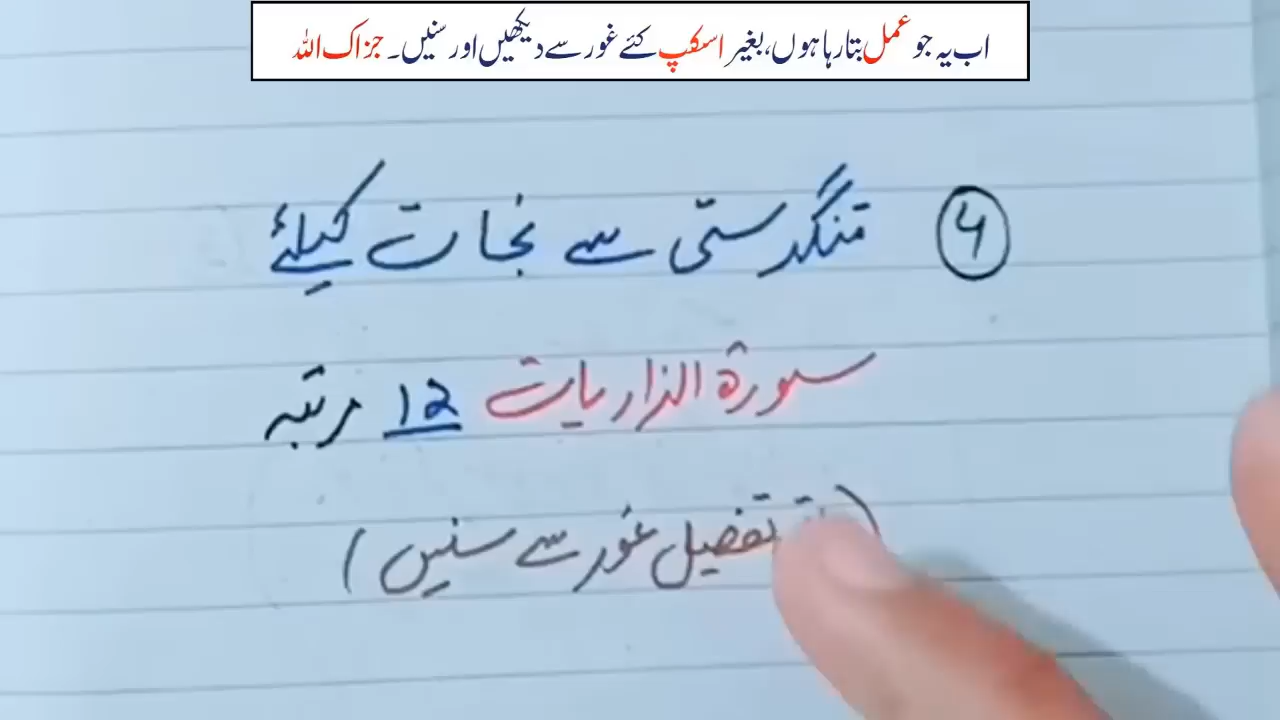 اب یہ جو عمل بتا رہا ہوں، بغیر اسکپ کئے غور سے دیکھیں اور سنیں۔ جزاک اللہ
④ تنگدستی سے نجات کیلئے
سورۃ الذاریات ۱۲ مرتبہ
( تفصیل غور سے سنیں)